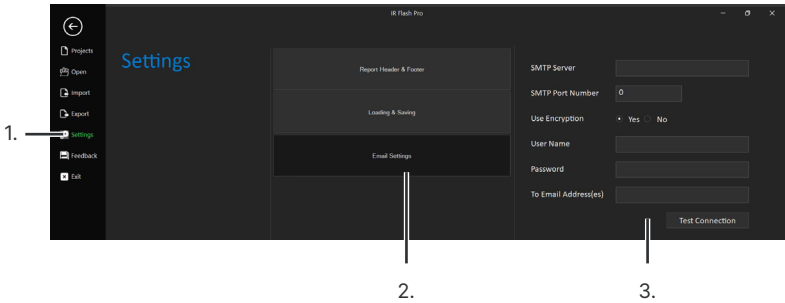 IR Flash Pro
Projects
Open
Import
Export
Settings
Feedback
Exit
Settings
Report Header & Footer
Loading & Saving
Email Settings
SMTP Server
SMTP Port Number 0
Use Encryption Yes No
User Name
Password
To Email Address(es)
Test Connection
1.
2.
3.